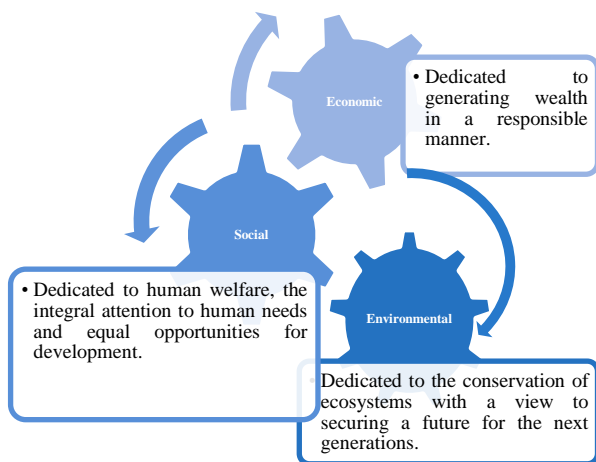 Economic
• Dedicated to
generating wealth
in a responsible
manner.
Social
• Dedicated to human welfare, the
integral attention to human needs
and equal opportunities for
development.
Environmental
• Dedicated to the conservation of
ecosystems with a view to
securing a future for the next
generations.